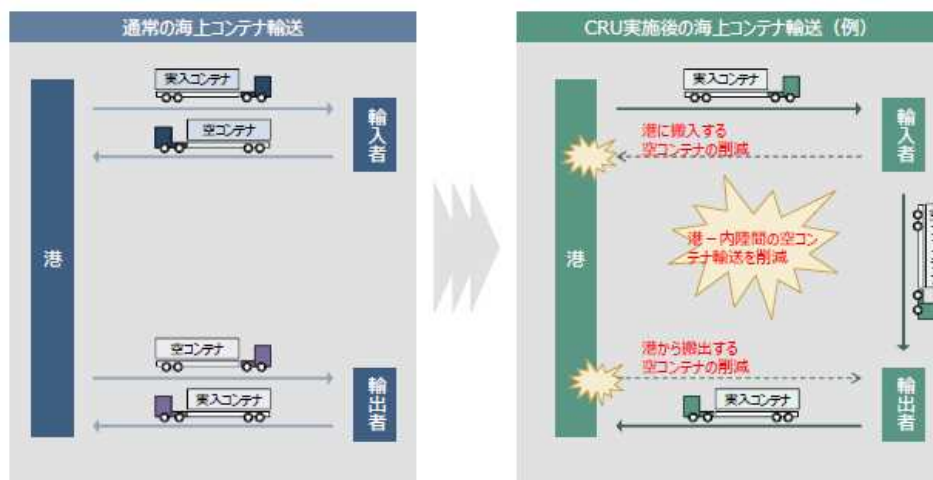 通常の海上コンテナ輸送
実入コンテナ
空コンテナ
港
輸入者
空コンテナ
実入コンテナ
輸出者
CRU実施後の海上コンテナ輸送（例）
実入コンテナ
港に搬入する
空コンテナの削減
輸入者
港－内陸間の空コン
テナ輸送を削減
港
港から搬出する
空コンテナの削減
実入コンテナ
輸出者